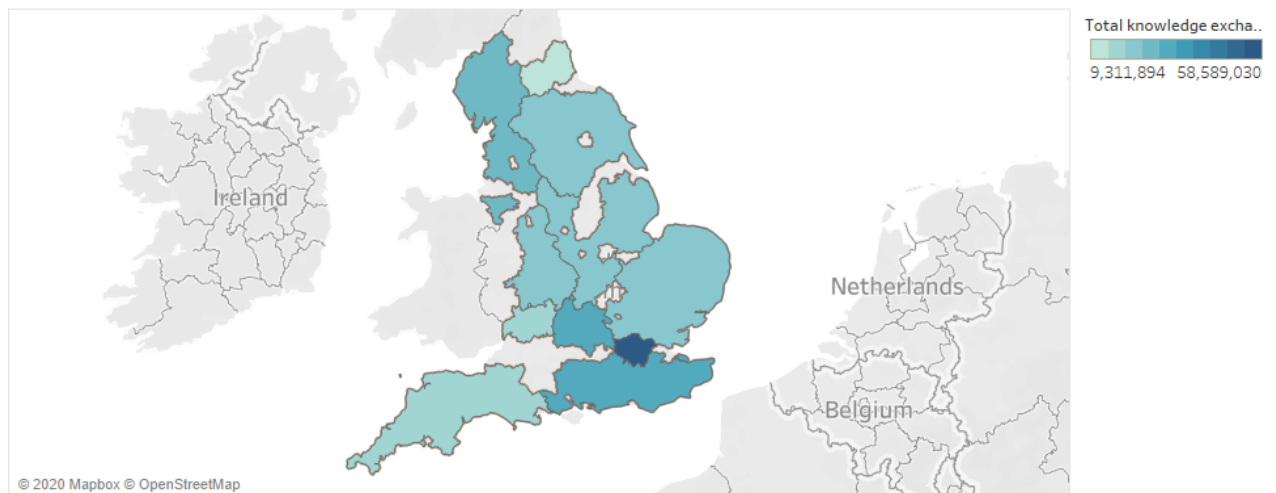 Total knowledge excha..
9,311,894 58,589,030
Ireland
Netherlands
Belgium
© 2020 Mapbox © OpenStreetMap